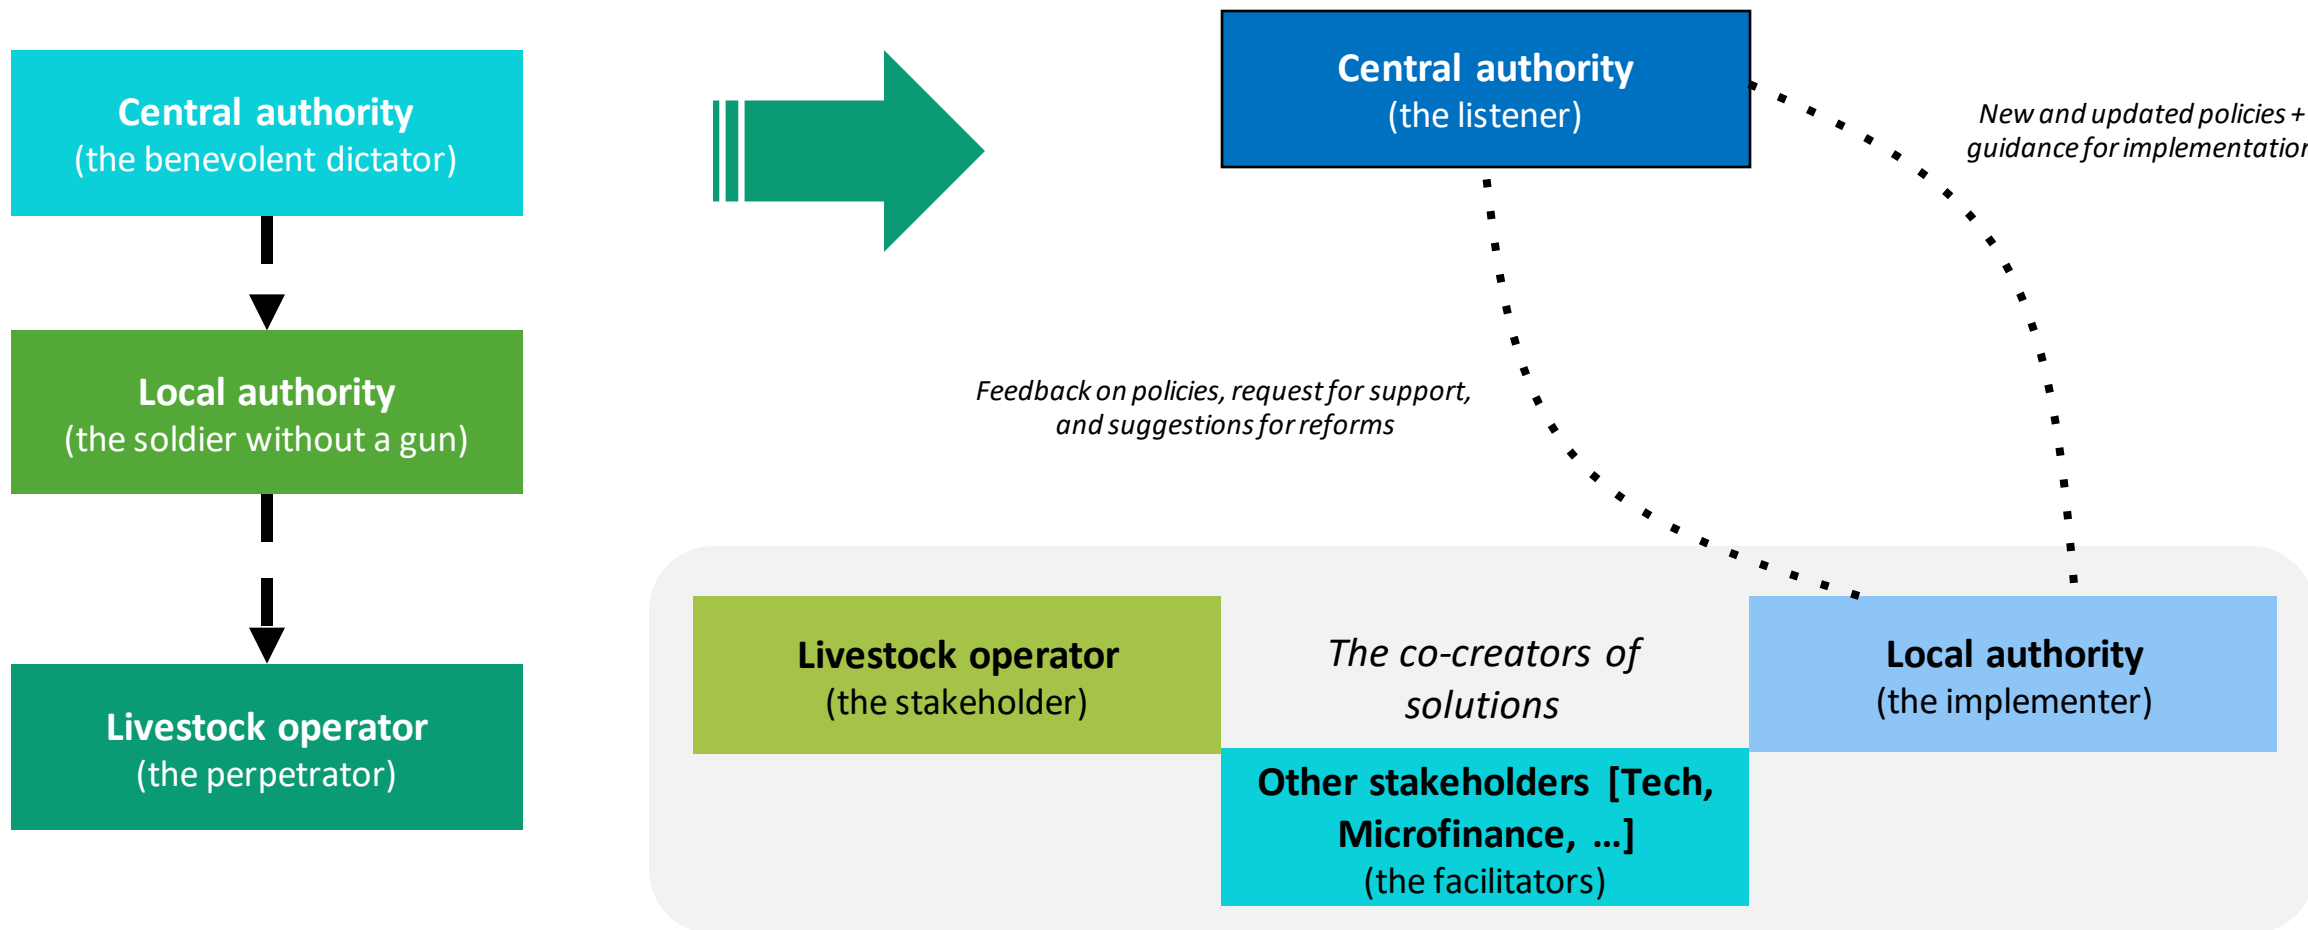 Central authority
(the benevolent dictator)
Local authority
(the soldier without a gun)
Livestock operator
(the perpetrator)
Central authority
(the listener)
New and updated policies +
guidance for implementation
Feedback on policies, request for support,
and suggestions for reforms
Livestock operator
(the stakeholder)
The co-creators of
solutions
Local authority
(the implementer)
Other stakeholders [Tech,
Microfinance, …]
(the facilitators)